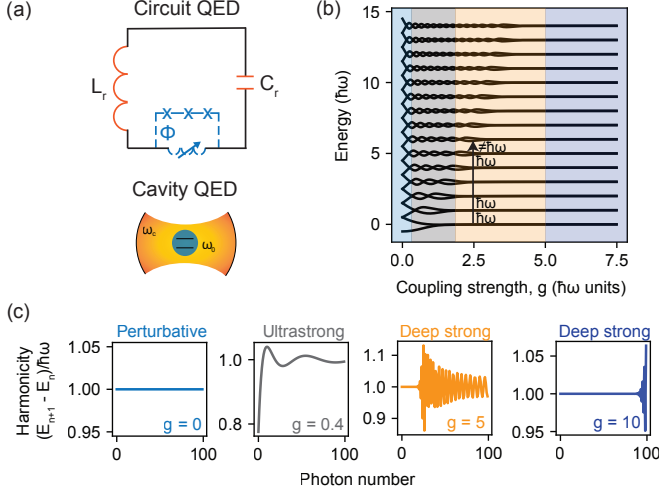 (a)
Circuit QED
L_r
C_r
Φ
Cavity QED
ω_c
ω_0
(b)
Energy (ħω)
15
10
5
0
≠ħω
ħω
ħω
ħω
0.0 2.5 5.0 7.5
Coupling strength, g (ħω units)
(c)
Harmonicity
(E_{n+1} - E_n)/ħω
Perturbative
1.05
1.00
0.95
g = 0
0 100
Ultrastrong
1.0
0.8
g = 0.4
0 100
Deep strong
1.1
1.0
0.9
g = 5
0 100
Deep strong
1.05
1.00
0.95
g = 10
0 100
Photon number